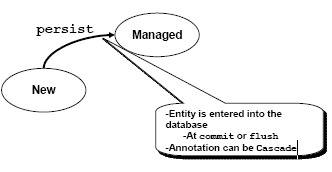 persist
Managed
New
-Entity is entered into the
database
-At commit or flush
-Annotation can be Cascade